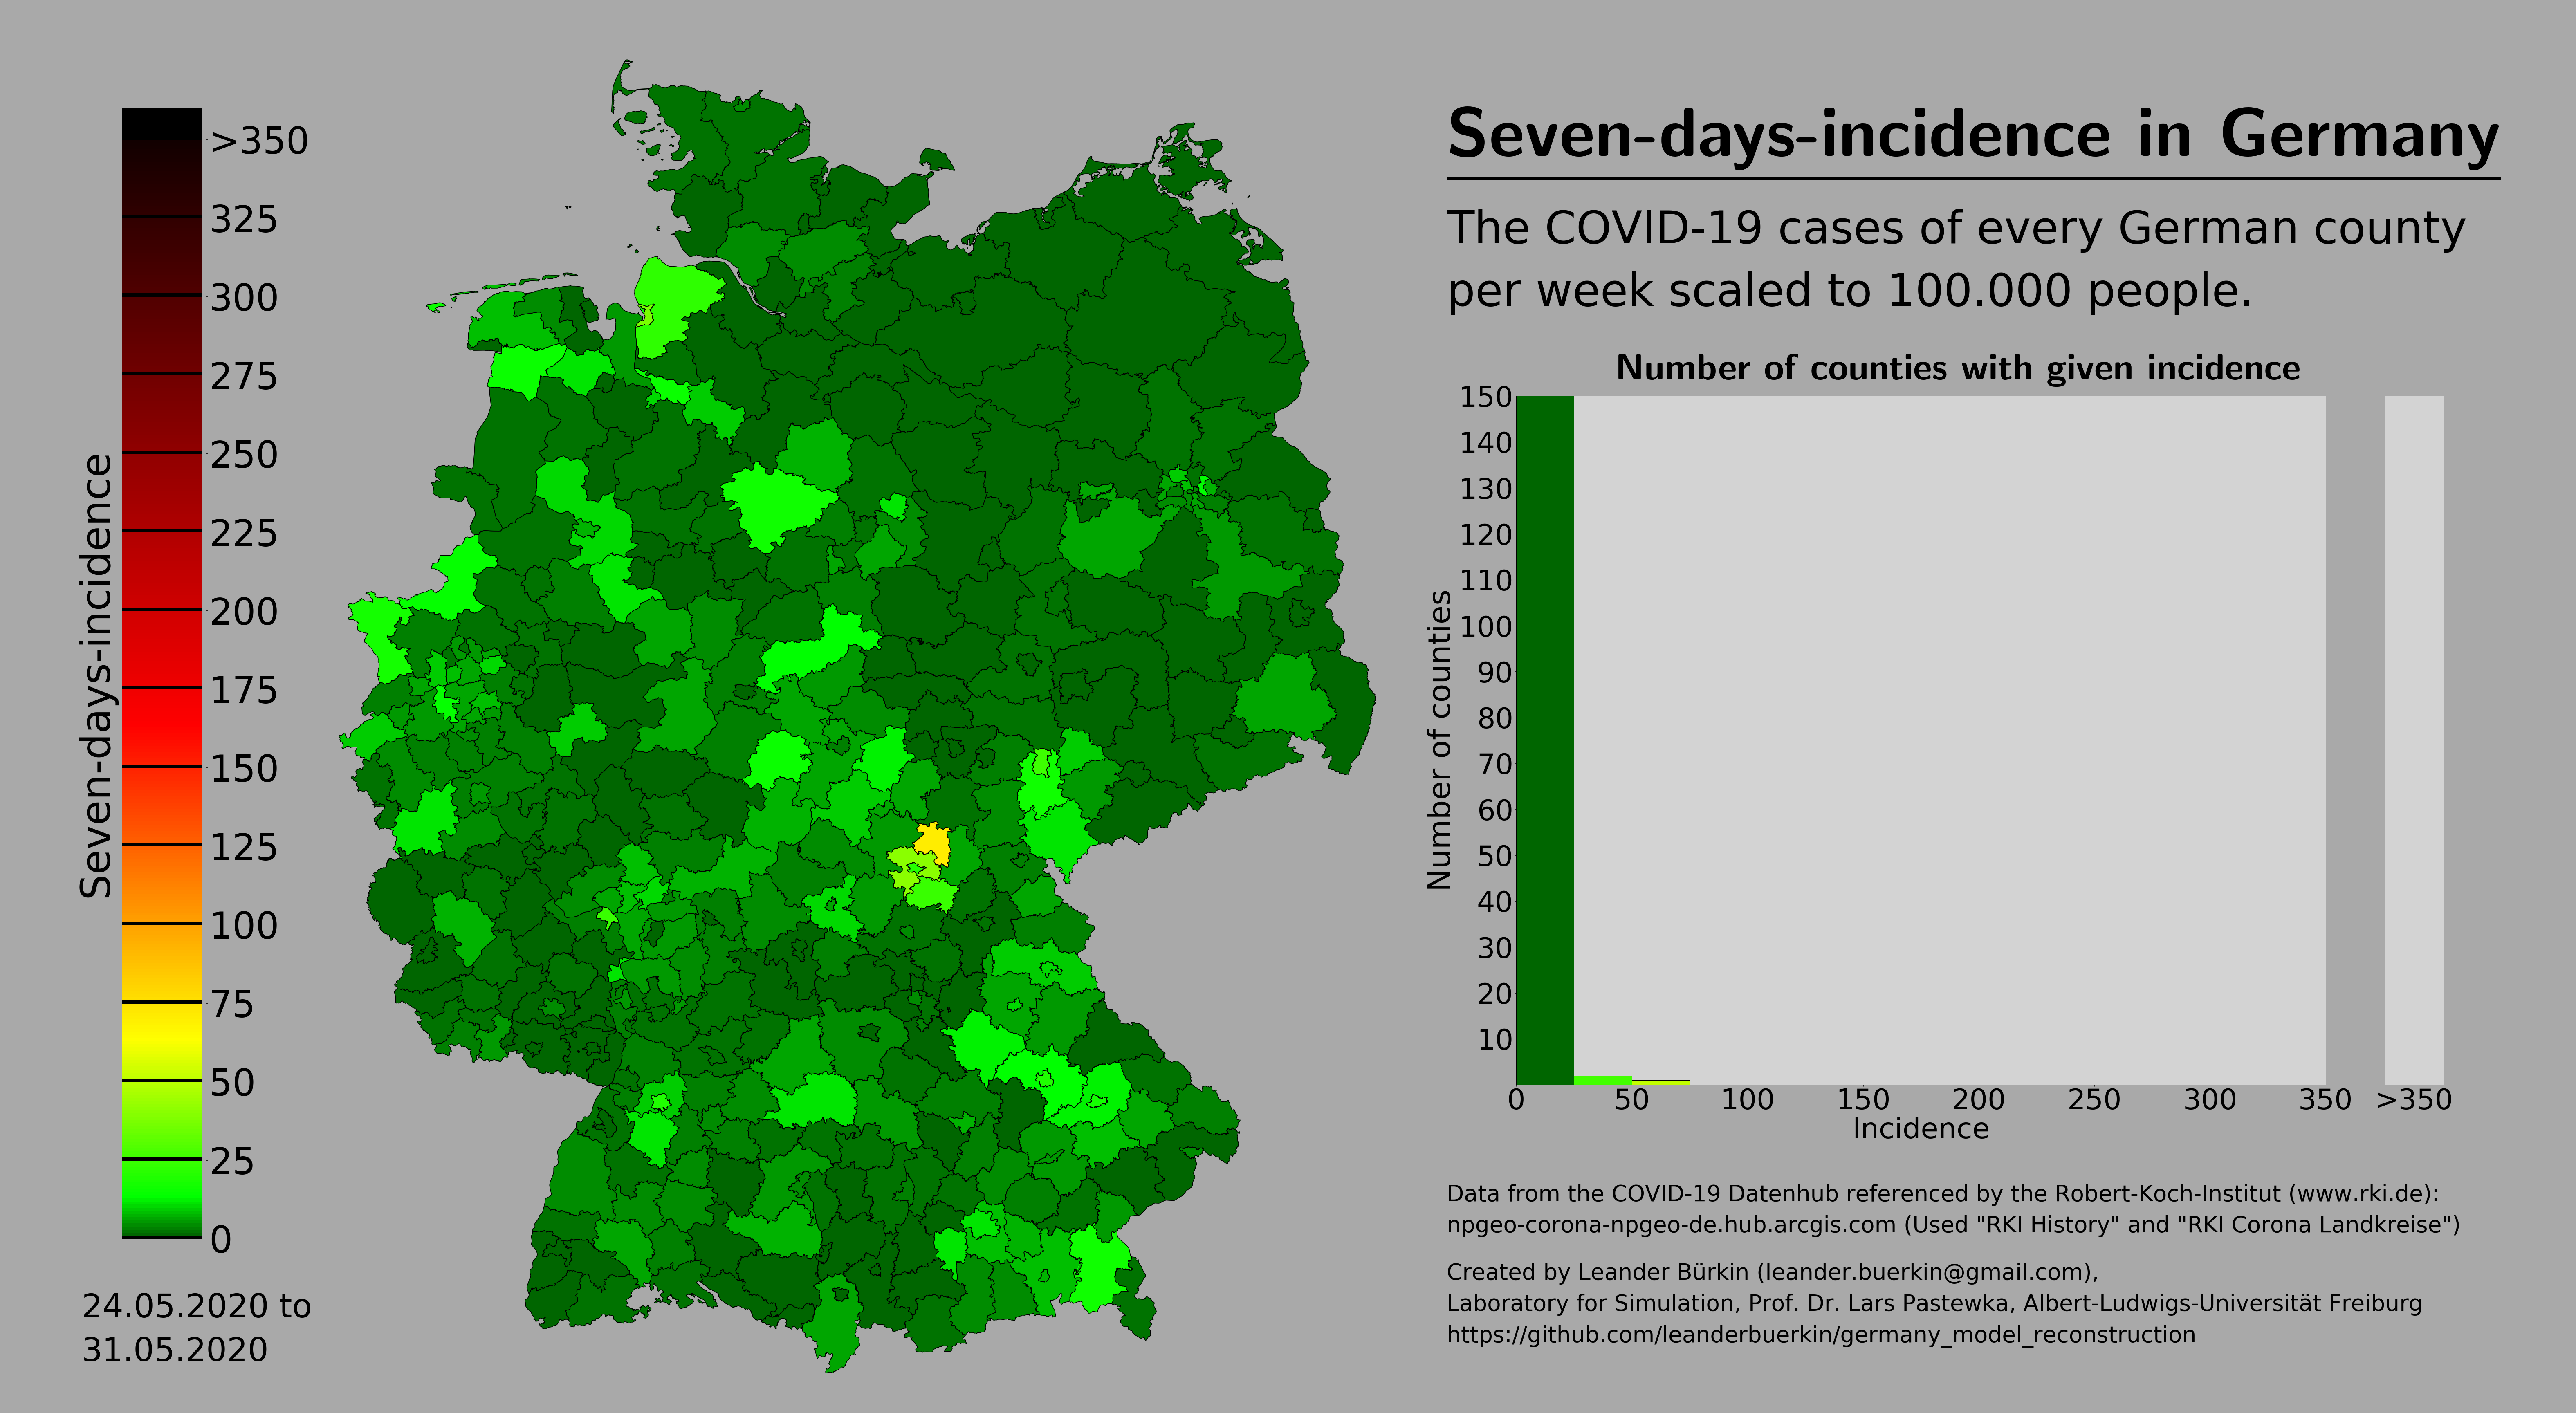 Seven-days-incidence in Germany
The COVID-19 cases of every German county
per week scaled to 100.000 people.
Seven-days-incidence
>350
325
300
275
250
225
200
175
150
125
100
75
50
25
0
24.05.2020 to
31.05.2020
Number of counties with given incidence
Number of counties
150
140
130
120
110
100
90
80
70
60
50
40
30
20
10
0 50 100 150 200 250 300 350 >350
Incidence
Data from the COVID-19 Datenhub referenced by the Robert-Koch-Institut (www.rki.de):
npgeo-corona-npgeo-de.hub.arcgis.com (Used "RKI History" and "RKI Corona Landkreise")
Created by Leander Bürkin (leander.buerkin@gmail.com),
Laboratory for Simulation, Prof. Dr. Lars Pastewka, Albert-Ludwigs-Universität Freiburg
https://github.com/leanderbuerkin/germany_model_reconstruction